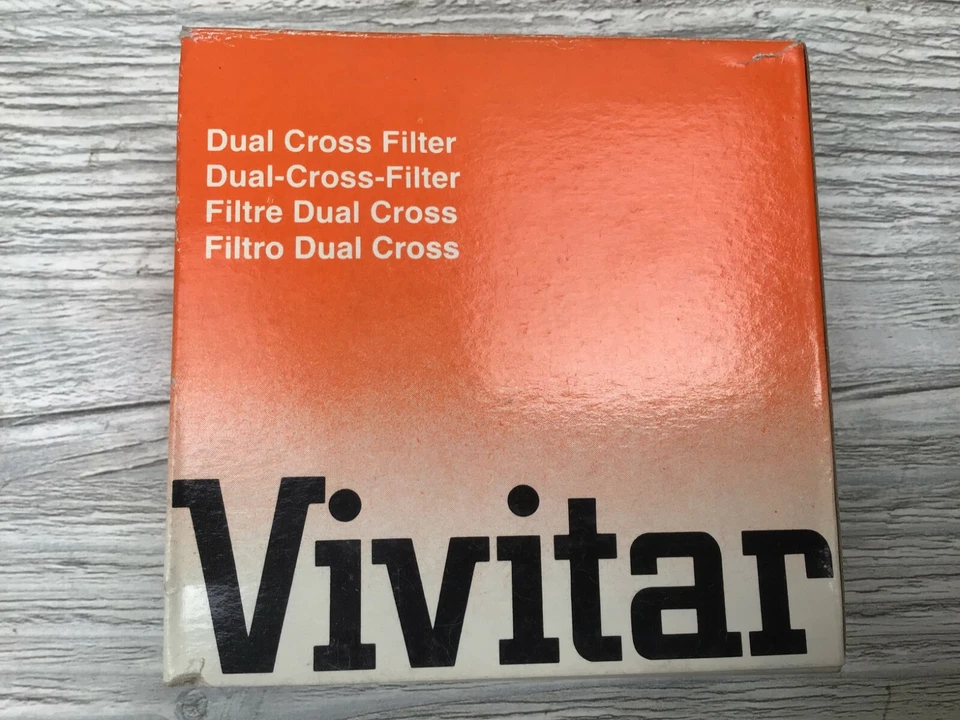 Dual Cross Filter
Dual-Cross-Filter
Filtre Dual Cross
Filtro Dual Cross
Vivitar